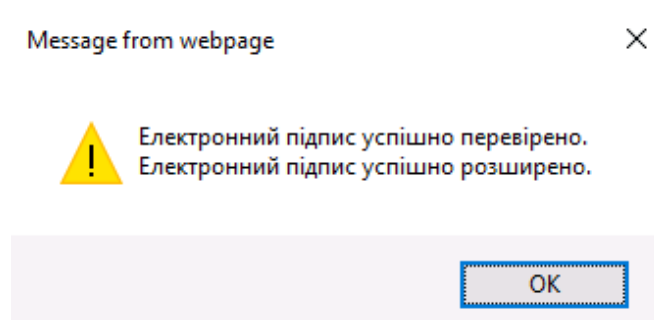 Message from webpage
Електронний підпис успішно перевірено.
Електронний підпис успішно розширено.
OK